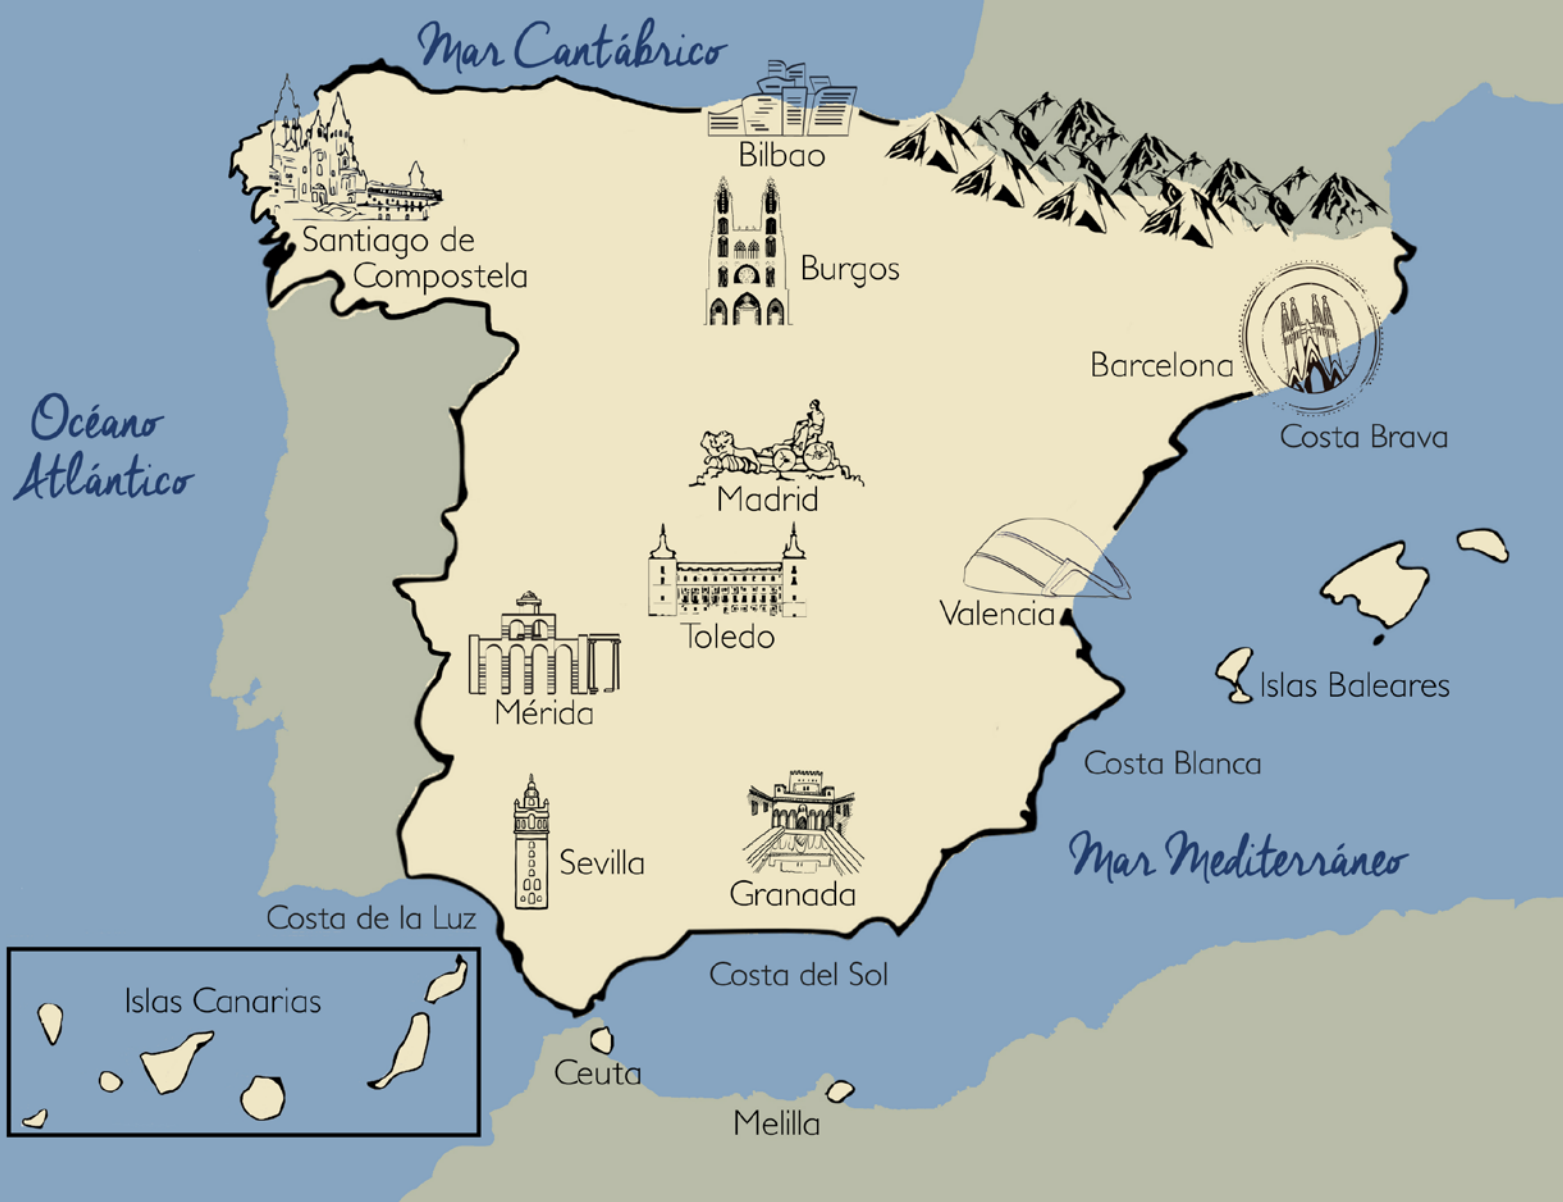 Mar Cantábrico
Bilbao
Santiago de
Compostela
Burgos
Barcelona
Océano
Atlántico
Costa Brava
Madrid
Valencia
Toledo
Islas Baleares
Mérida
Costa Blanca
Mar Mediterráneo
Sevilla
Granada
Costa de la Luz
Costa del Sol
Islas Canarias
Ceuta
Melilla